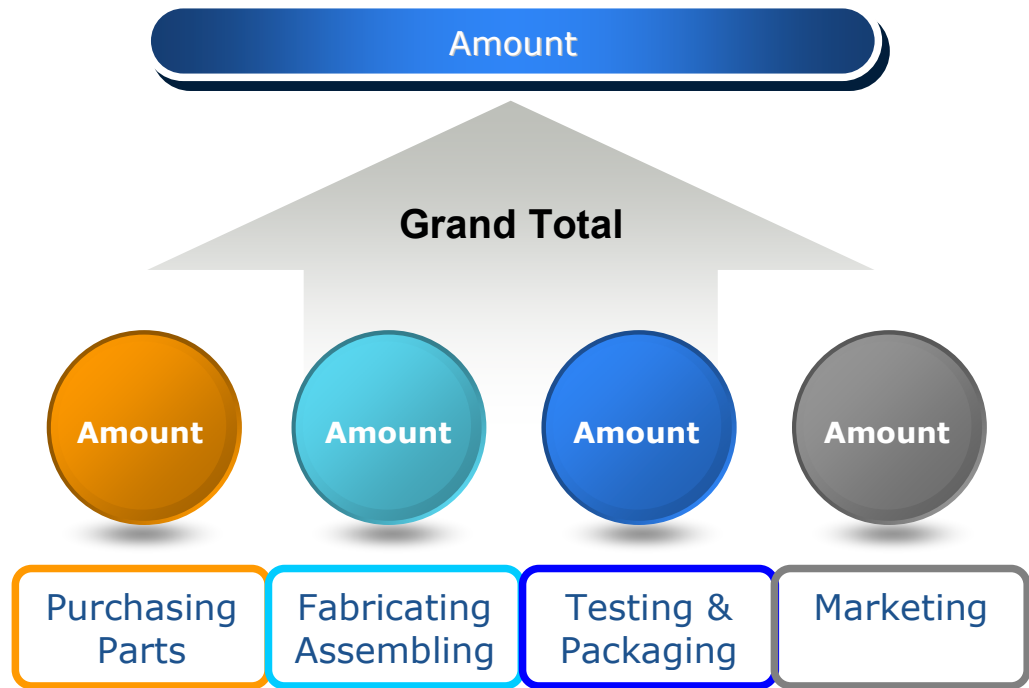 Amount
Grand Total
Amount
Amount
Amount
Amount
Purchasing
Parts
Fabricating
Assembling
Testing &
Packaging
Marketing